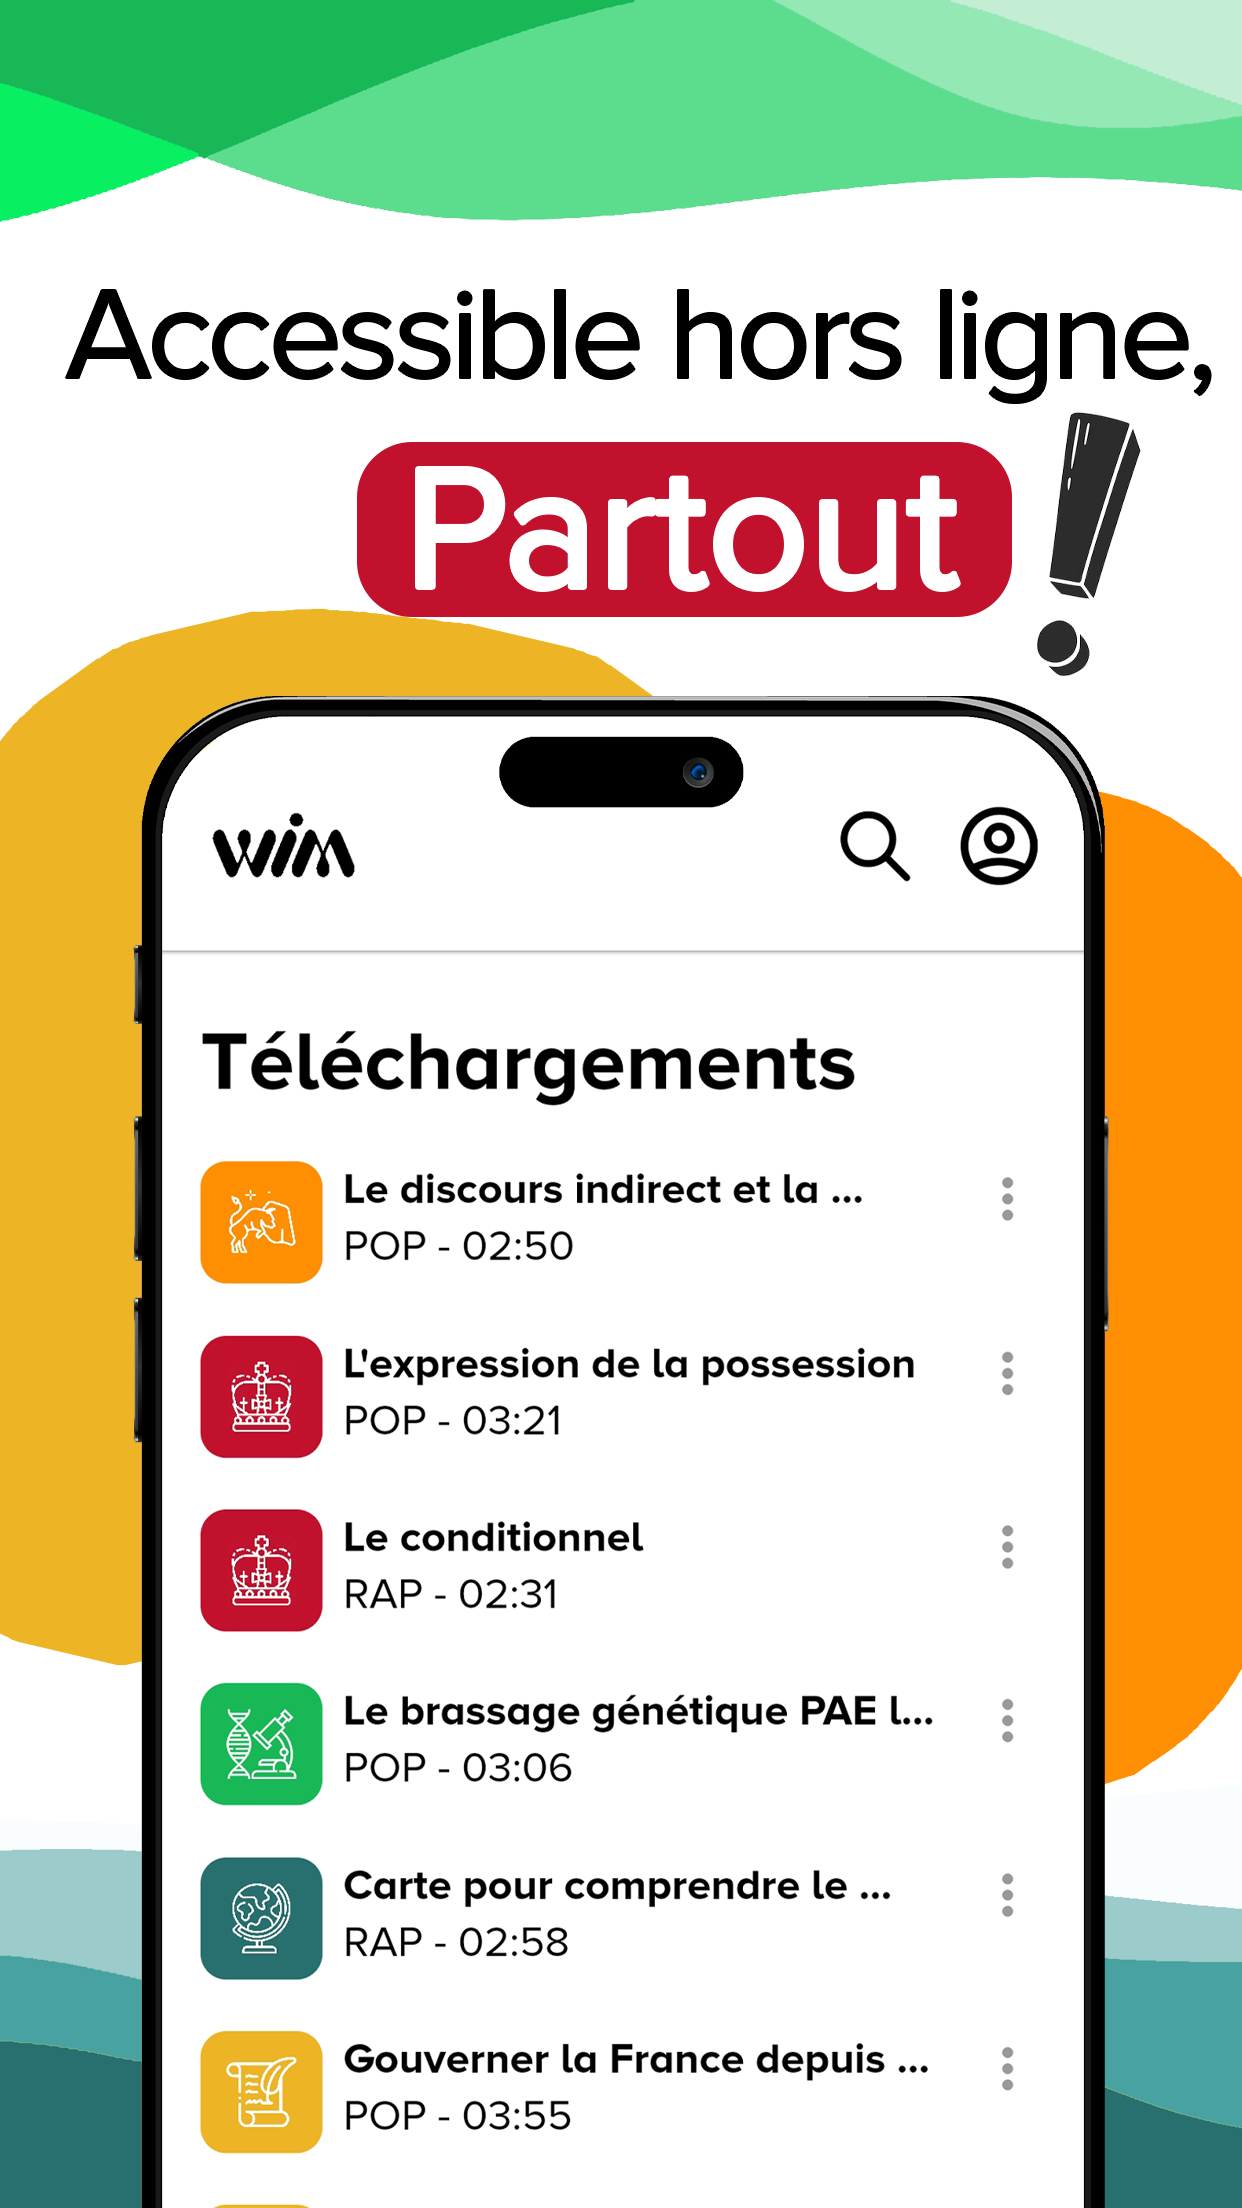 Accessible hors ligne,
Partout !
wim
Téléchargements
Le discours indirect et la ...
POP - 02:50
L'expression de la possession
POP - 03:21
Le conditionnel
RAP - 02:31
Le brassage génétique PAE l...
POP - 03:06
Carte pour comprendre le ...
RAP - 02:58
Gouverner la France depuis ...
POP - 03:55